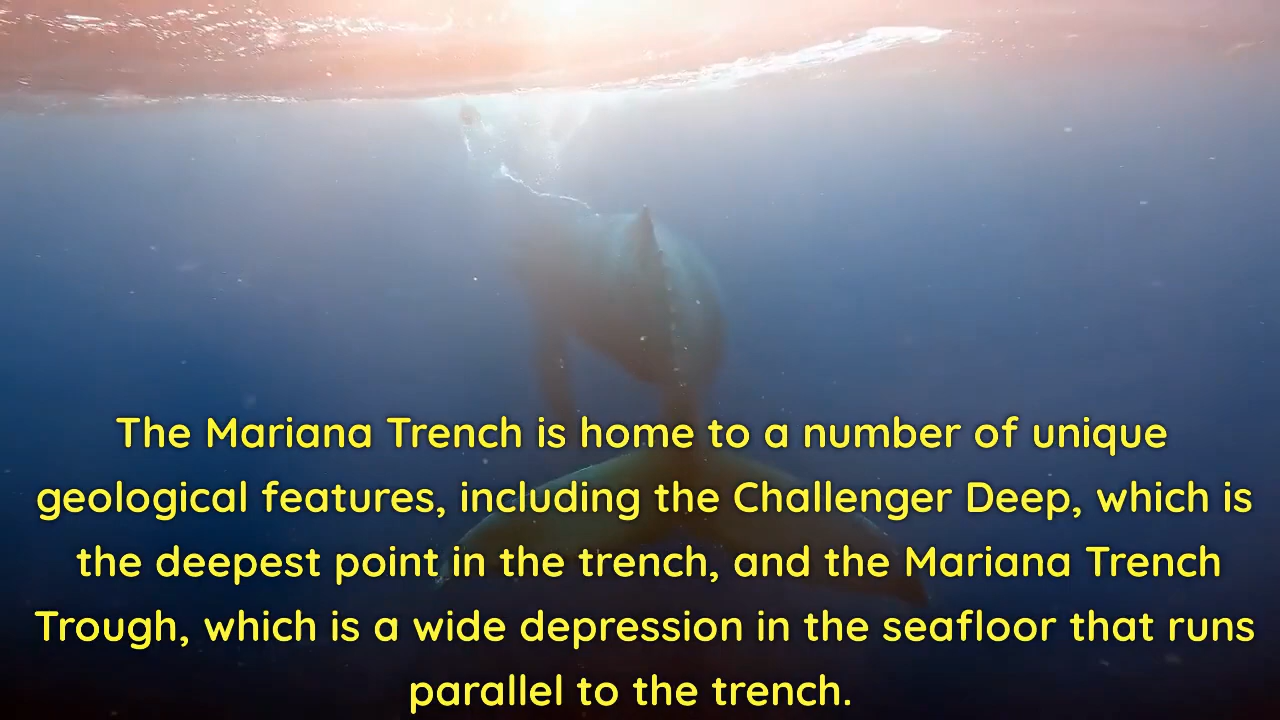 The Mariana Trench is home to a number of unique
geological features, including the Challenger Deep, which is
the deepest point in the trench, and the Mariana Trench
Trough, which is a wide depression in the seafloor that runs
parallel to the trench.